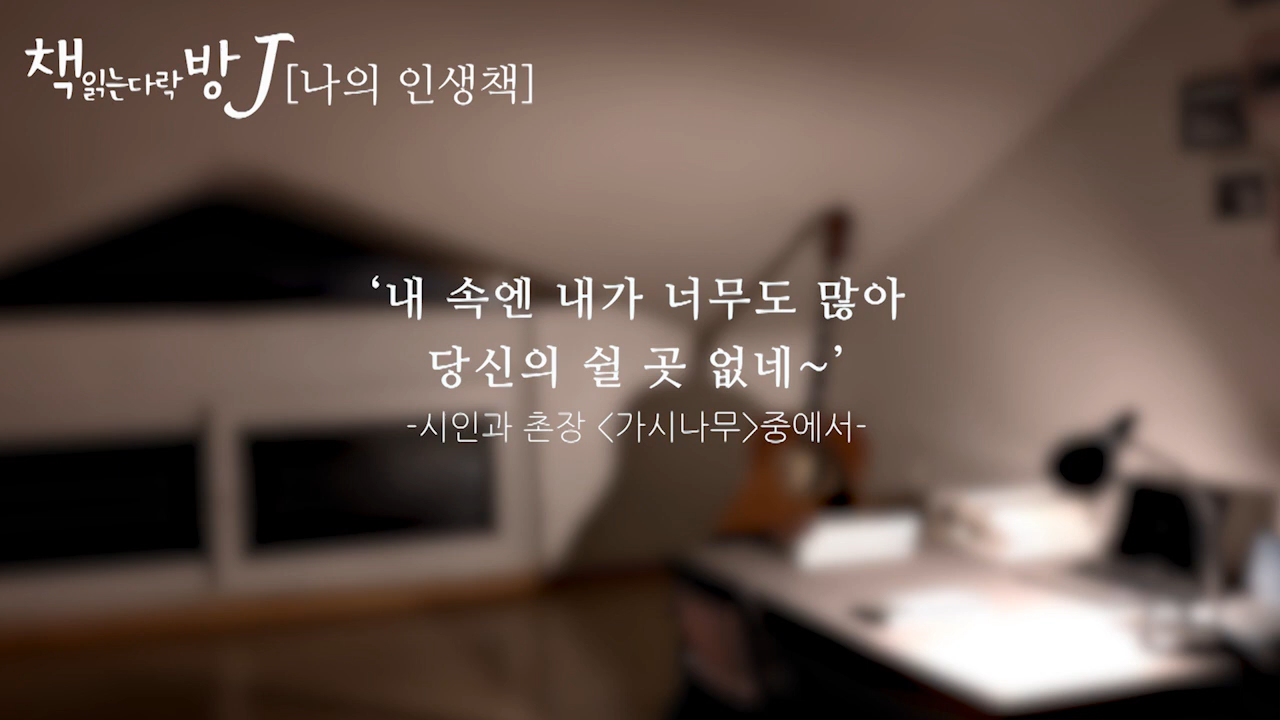 책읽는다락방J [나의 인생책]
‘내 속엔 내가 너무도 많아
당신의 쉴 곳 없네~’
-시인과 촌장 <가시나무>중에서-